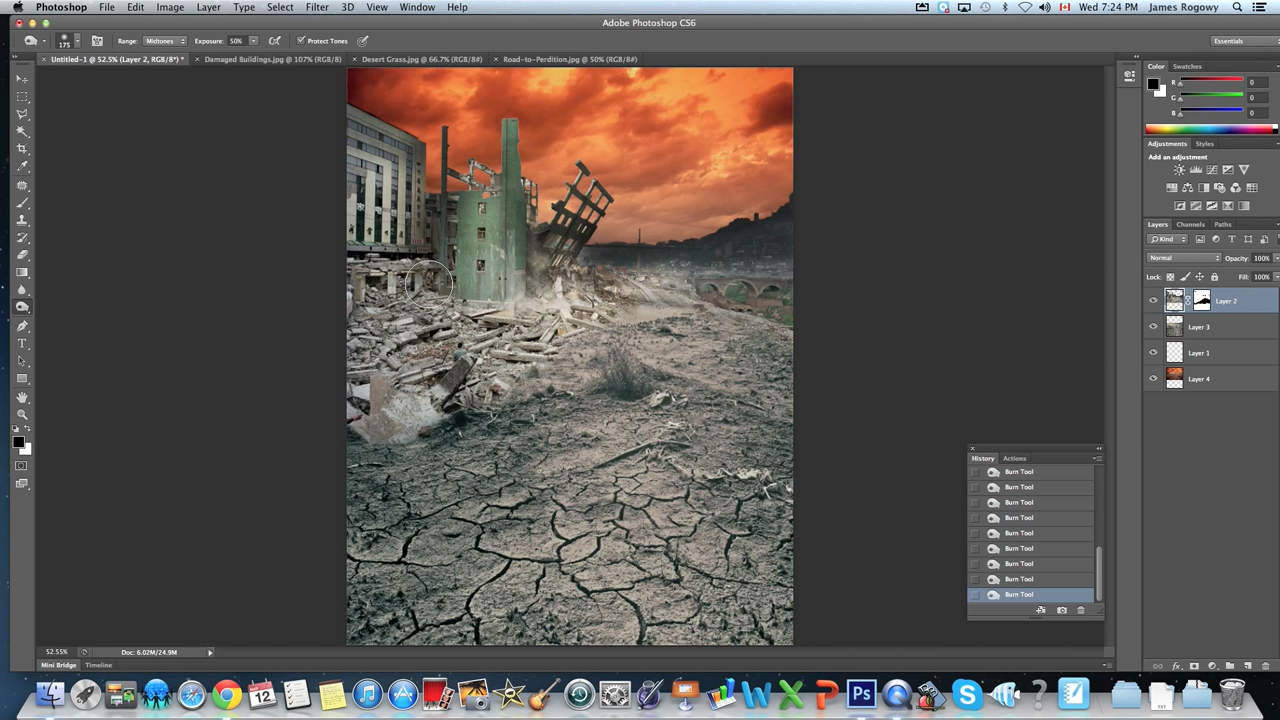 Photoshop File Edit Image Layer Type Select Filter 3D View Window Help Wed 7:24 PM James Rogowy
Adobe Photoshop CS6
175 Range: Midtones Exposure: 50% Protect Tones Essentials
Untitled-1 @ 52.5% (Layer 2, RGB/8*) * Damaged Buildings.jpg @ 107% (RGB/8) Desert Grass.jpg @ 66.7% (RGB/8#) Road-to-Perdition.jpg @ 50% (RGB/8#)
Color Swatches
R 0
G 0
B 0
Adjustments Styles
Add an adjustment
Layers Channels Paths
Kind
Normal Opacity: 100%
Lock: Fill: 100%
Layer 2
Layer 3
Layer 1
Layer 4
History Actions
Burn Tool
Burn Tool
Burn Tool
Burn Tool
Burn Tool
Burn Tool
Burn Tool
Burn Tool
Burn Tool
52.55% Doc: 6.02M/24.9M
Mini Bridge Timeline
12
Ps
TXT